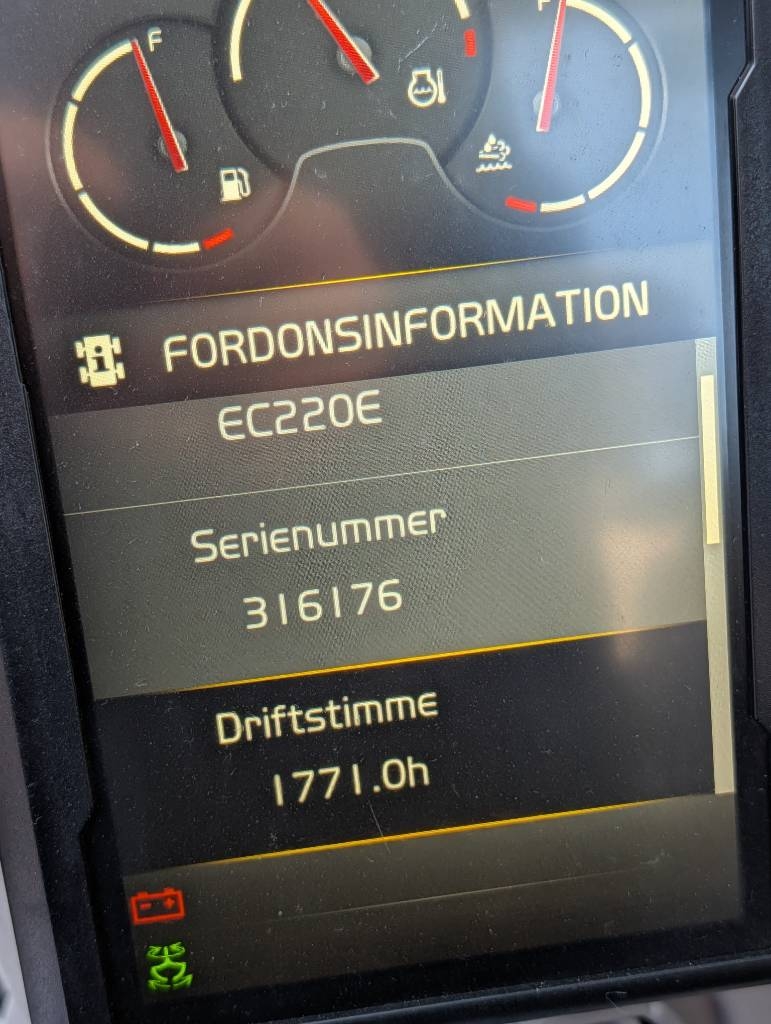 F
F
FORDONSINFORMATION
EC220E
Serienummer
316176
Driftstimme
1771.0h